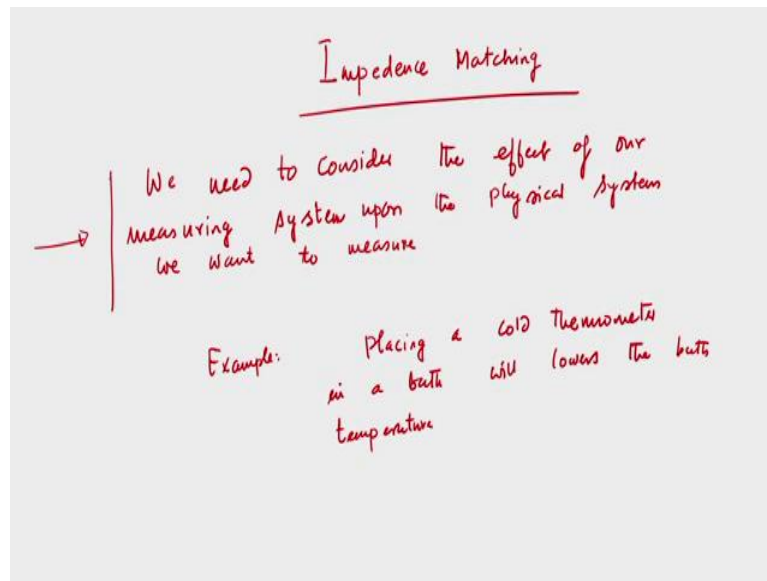 Impedence Matching
We need to consider the effect of our
measuring system upon the physical system
we want to measure
Example: Placing a cold thermometer
in a bath will lowers the bath
temperature